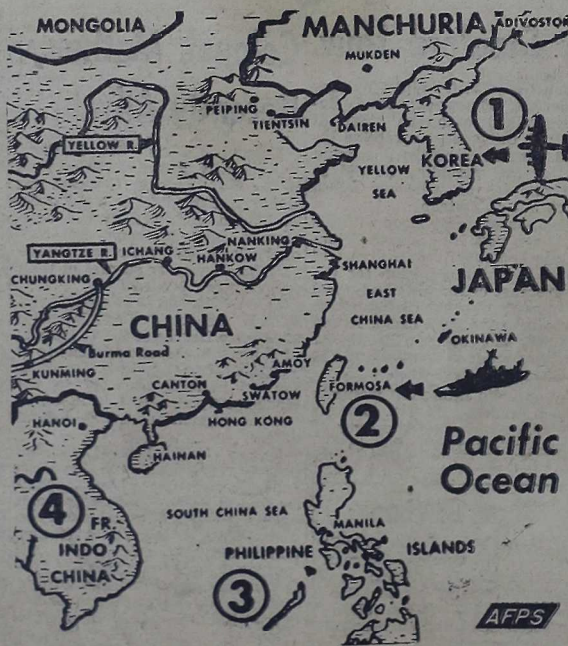 MONGOLIA
MANCHURIA
ADIVOSTOK
MUKDEN
PEIPING
TIENTSIN
DAIREN
1
KOREA
YELLOW R.
YELLOW
SEA
NANKING
YANGTZE R.
ICHANG
HANKOW
SHANGHAI
CHUNGKING
JAPAN
EAST
CHINA SEA
CHINA
OKINAWA
Burma Road
KUNMING
AMOY
CANTON
SWATOW
FORMOSA
HONG KONG
2
HANOI
HAINAN
Pacific
Ocean
4
FR.
INDO
CHINA
SOUTH CHINA SEA
MANILA
PHILIPPINE
ISLANDS
3
AFPS